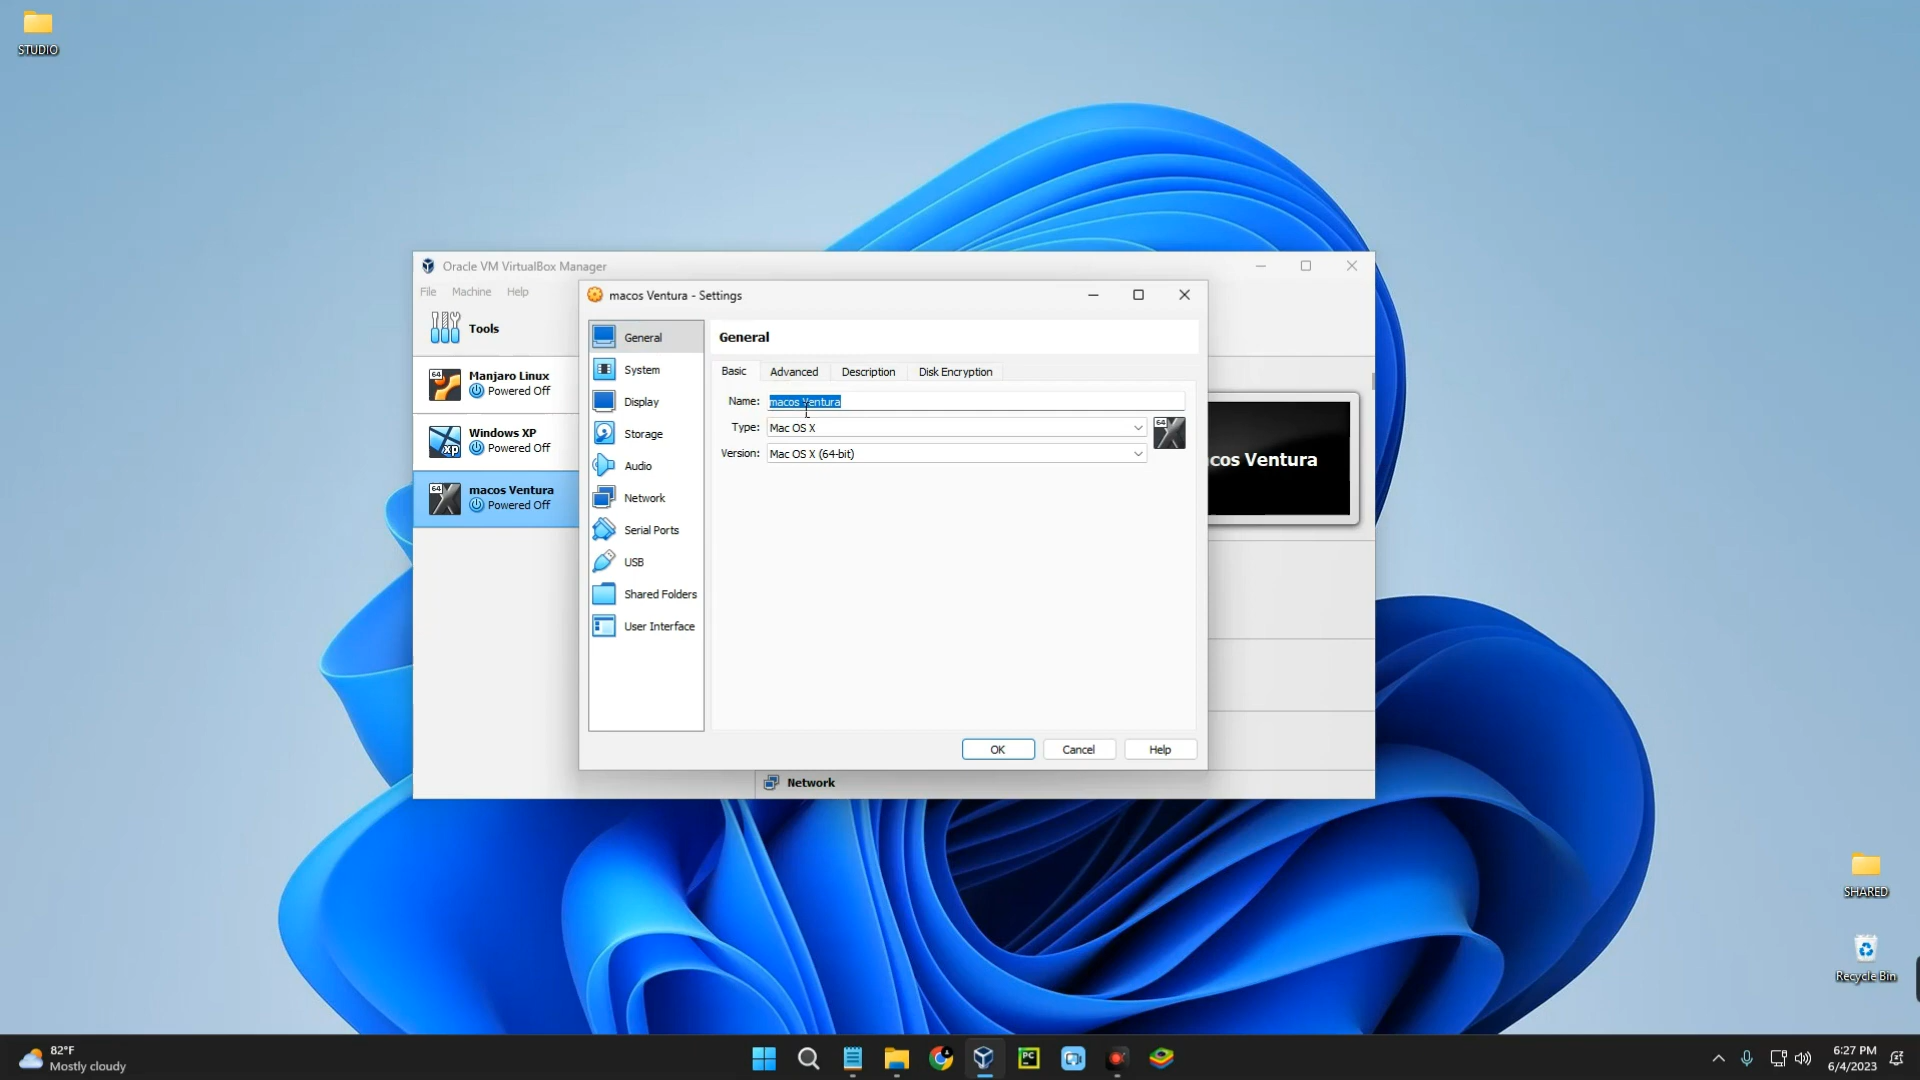 STUDIO
Oracle VM VirtualBox Manager
File Machine Help
Tools
Manjaro Linux
Powered Off
Windows XP
Powered Off
macos Ventura
Powered Off
macos Ventura - Settings
General
System
Display
Storage
Audio
Network
Serial Ports
USB
Shared Folders
User Interface
General
Basic Advanced Description Disk Encryption
Name: macos Ventura
Type: Mac OS X
Version: Mac OS X (64-bit)
64
OK Cancel Help
cos Ventura
Network
SHARED
Recycle Bin
82°F
Mostly cloudy
6:27 PM
6/4/2023